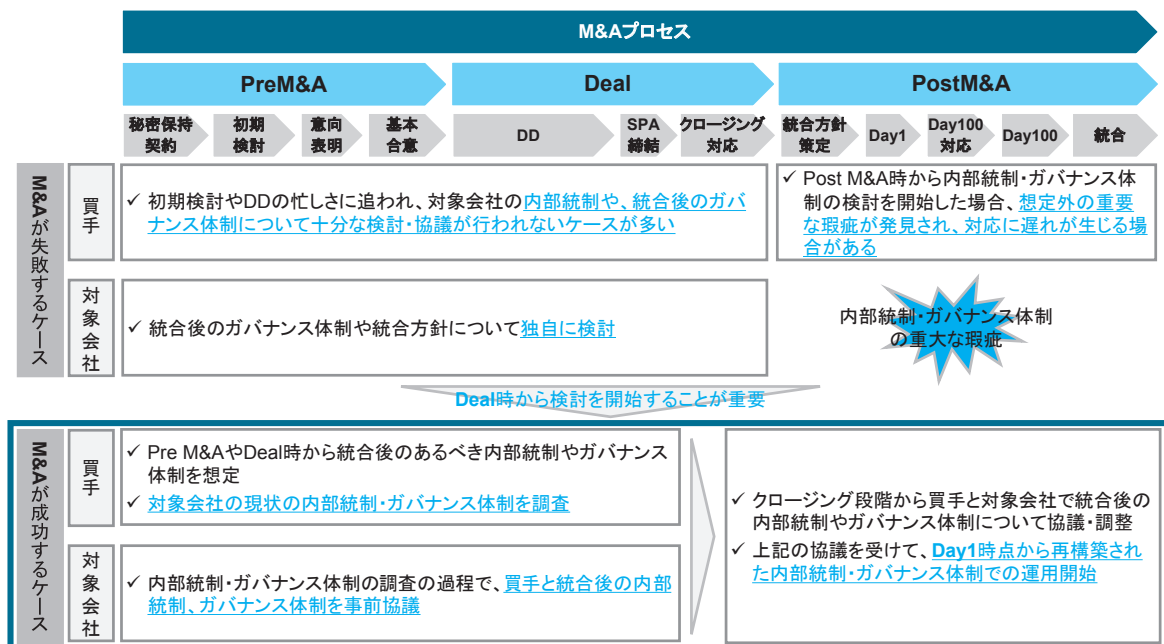 M&Aプロセス
PreM&A
Deal
PostM&A
秘密保持
契約
初期
検討
意向
表明
基本
合意
DD
SPA
締結
クロージング
対応
統合方針
策定
Day1
Day100
対応
Day100
統合
M&Aが失敗するケース
買手
✓ 初期検討やDDの忙しさに追われ、対象会社の内部統制や、統合後のガバ
ナンス体制について十分な検討・協議が行われないケースが多い
✓ Post M&A時から内部統制・ガバナンス体
制の検討を開始した場合、想定外の重要
な瑕疵が発見され、対応に遅れが生じる場
合がある
対象会社
✓ 統合後のガバナンス体制や統合方針について独自に検討
内部統制・ガバナンス体制
の重大な瑕疵
Deal時から検討を開始することが重要
M&Aが成功するケース
買手
✓ Pre M&AやDeal時から統合後のあるべき内部統制やガバナンス
体制を想定
✓ 対象会社の現状の内部統制・ガバナンス体制を調査
対象会社
✓ 内部統制・ガバナンス体制の調査の過程で、買手と統合後の内部
統制、ガバナンス体制を事前協議
✓ クロージング段階から買手と対象会社で統合後の
内部統制やガバナンス体制について協議・調整
✓ 上記の協議を受けて、Day1時点から再構築され
た内部統制・ガバナンス体制での運用開始